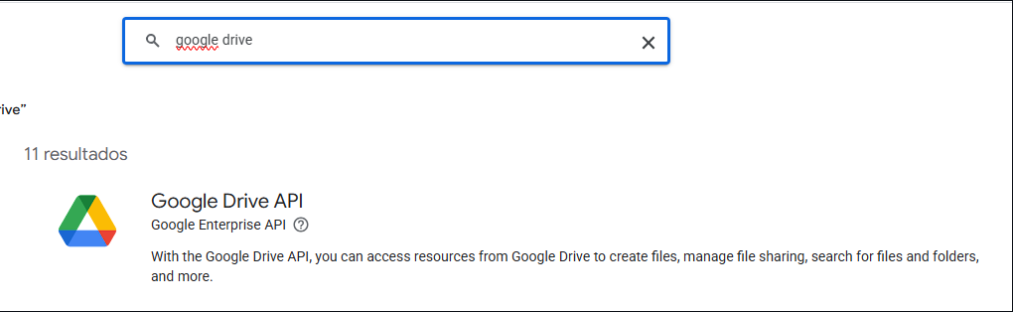 google drive
rive"
11 resultados
Google Drive API
Google Enterprise API
With the Google Drive API, you can access resources from Google Drive to create files, manage file sharing, search for files and folders,
and more.